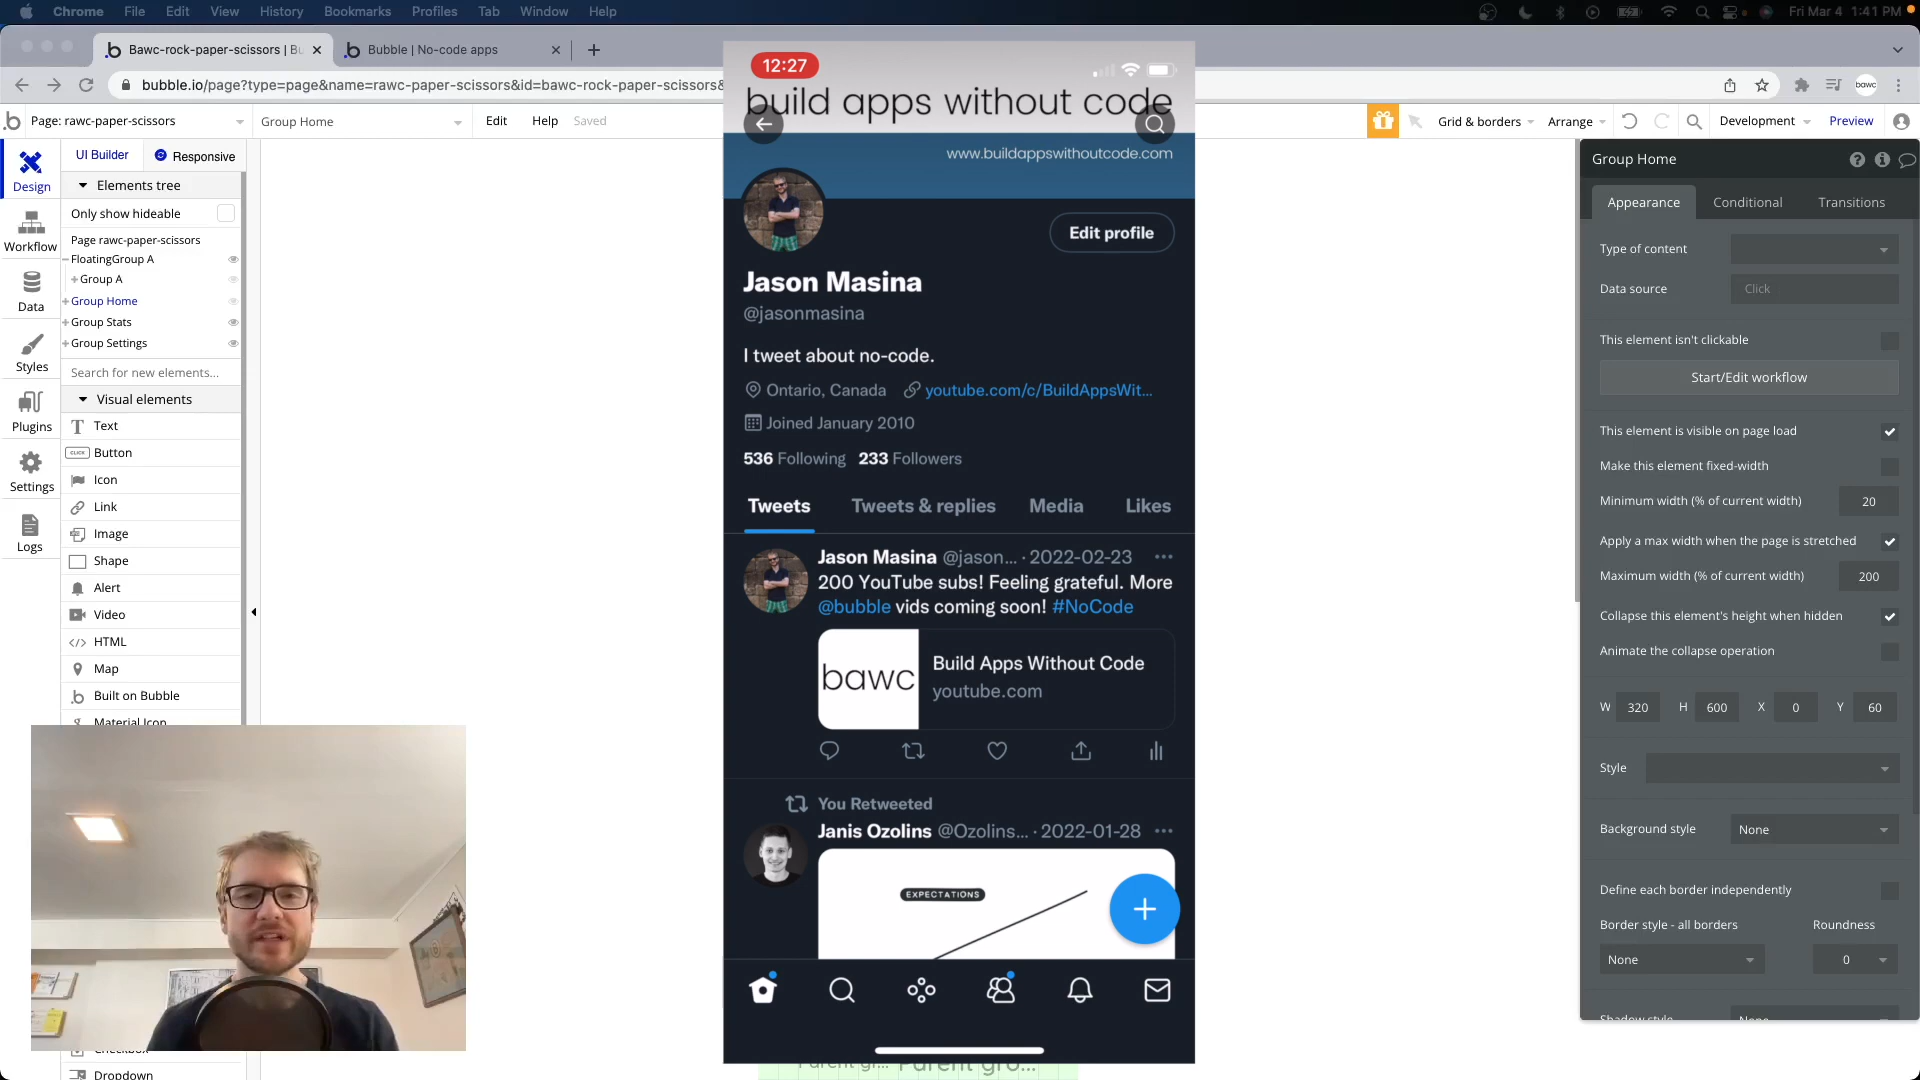 Chrome File Edit View History Bookmarks Profiles Tab Window Help Fri Mar 4 1:41 PM
Bawc-rock-paper-scissors | Bu
Bubble | No-code apps
bubble.io/page?type=page&name=rawc-paper-scissors&id=bawc-rock-paper-scissors&
bawc
Page: rawc-paper-scissors
Group Home
Edit
Help
Saved
Grid & borders
Arrange
Development
Preview
Design
Workflow
Data
Styles
Plugins
Settings
Logs
UI Builder
Responsive
Elements tree
Only show hideable
Page rawc-paper-scissors
FloatingGroup A
Group A
Group Home
Group Stats
Group Settings
Search for new elements...
Visual elements
Text
CLICK Button
Icon
Link
Image
Shape
Alert
Video
HTML
Map
Built on Bubble
Material Icon
Checkbox
Dropdown
12:27
build apps without code
www.buildappswithoutcode.com
Edit profile
Jason Masina
@jasonmasina
I tweet about no-code.
Ontario, Canada youtube.com/c/BuildAppsWit...
Joined January 2010
536 Following 233 Followers
Tweets Tweets & replies Media Likes
Jason Masina @jason... · 2022-02-23
200 YouTube subs! Feeling grateful. More
@bubble vids coming soon! #NoCode
bawc
Build Apps Without Code
youtube.com
You Retweeted
Janis Ozolins @Ozolins... · 2022-01-28
EXPECTATIONS
Parent gr... Parent gro...
Group Home
Appearance
Conditional
Transitions
Type of content
Data source
Click
This element isn't clickable
Start/Edit workflow
This element is visible on page load
Make this element fixed-width
Minimum width (% of current width) 20
Apply a max width when the page is stretched
Maximum width (% of current width) 200
Collapse this element's height when hidden
Animate the collapse operation
W 320 H 600 X 0 Y 60
Style
Background style None
Define each border independently
Border style - all borders Roundness
None 0
Shadow style None